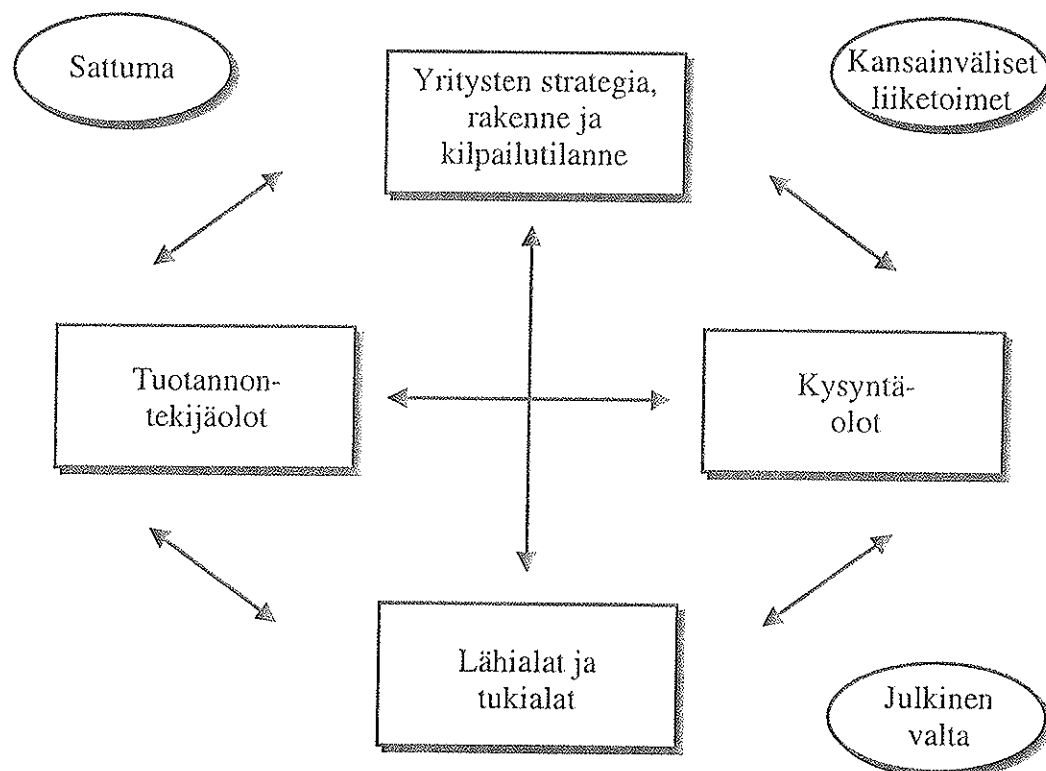 Sattuma
Yritysten strategia,
rakenne ja
kilpailutilanne
Kansainväliset
liiketoimet
Tuotannon-
tekijäolot
Kysyntä-
olot
Lähialat ja
tukialat
Julkinen
valta